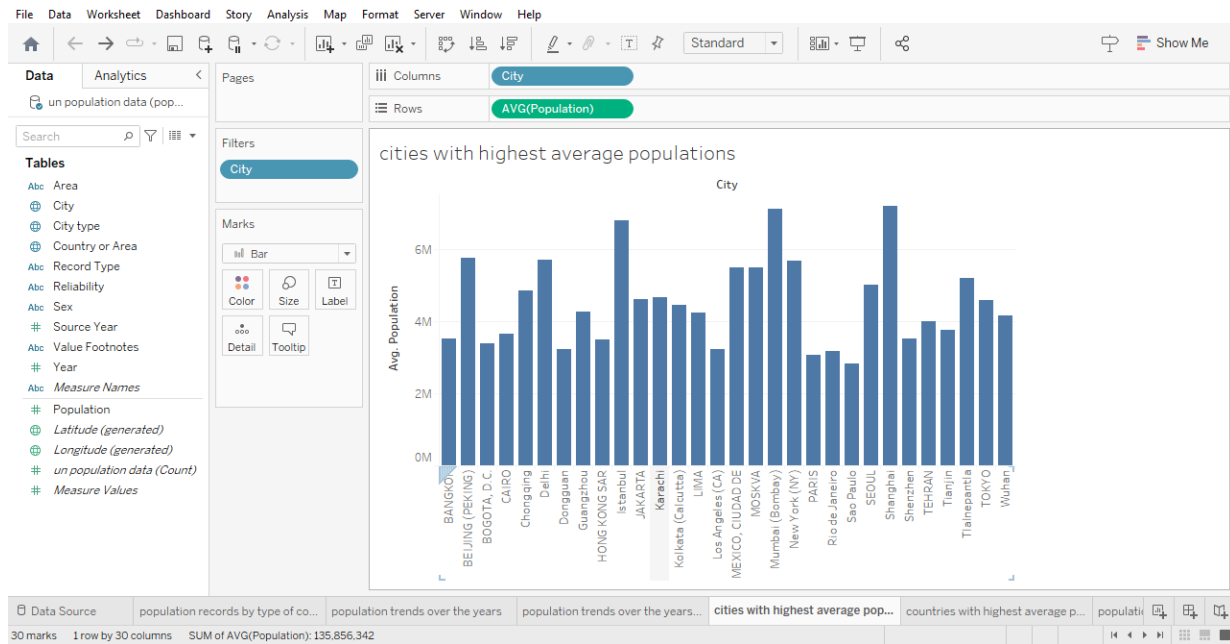 File Data Worksheet Dashboard Story Analysis Map Format Server Window Help
Standard
Show Me
Data Analytics
un population data (pop...
Search
Tables
Abc Area
City
City type
Country or Area
Abc Record Type
Abc Reliability
Abc Sex
# Source Year
Abc Value Footnotes
# Year
Abc Measure Names
# Population
Latitude (generated)
Longitude (generated)
# un population data (Count)
# Measure Values
Pages
Filters
City
Marks
Bar
Color Size Label
Detail Tooltip
Columns City
Rows AVG(Population)
cities with highest average populations
City
Avg. Population
6M
4M
2M
0M
BANGKOK
BEIJING (PEKING)
BOGOTA, D.C.
CAIRO
Chongqing
Delhi
Dongguan
Guangzhou
HONG KONG SAR
Istanbul
JAKARTA
Karachi
Kolkata (Calcutta)
LIMA
Los Angeles (CA)
MEXICO, CIUDAD DE
MOSKVA
Mumbai (Bombay)
New York (NY)
PARIS
Rio de Janeiro
Sao Paulo
SEOUL
Shanghai
Shenzhen
TEHRAN
Tianjin
Tlalnepantla
TOKYO
Wuhan
Data Source population records by type of co... population trends over the years population trends over the years... cities with highest average pop... countries with highest average p... populati
30 marks 1 row by 30 columns SUM of AVG(Population): 135,856,342